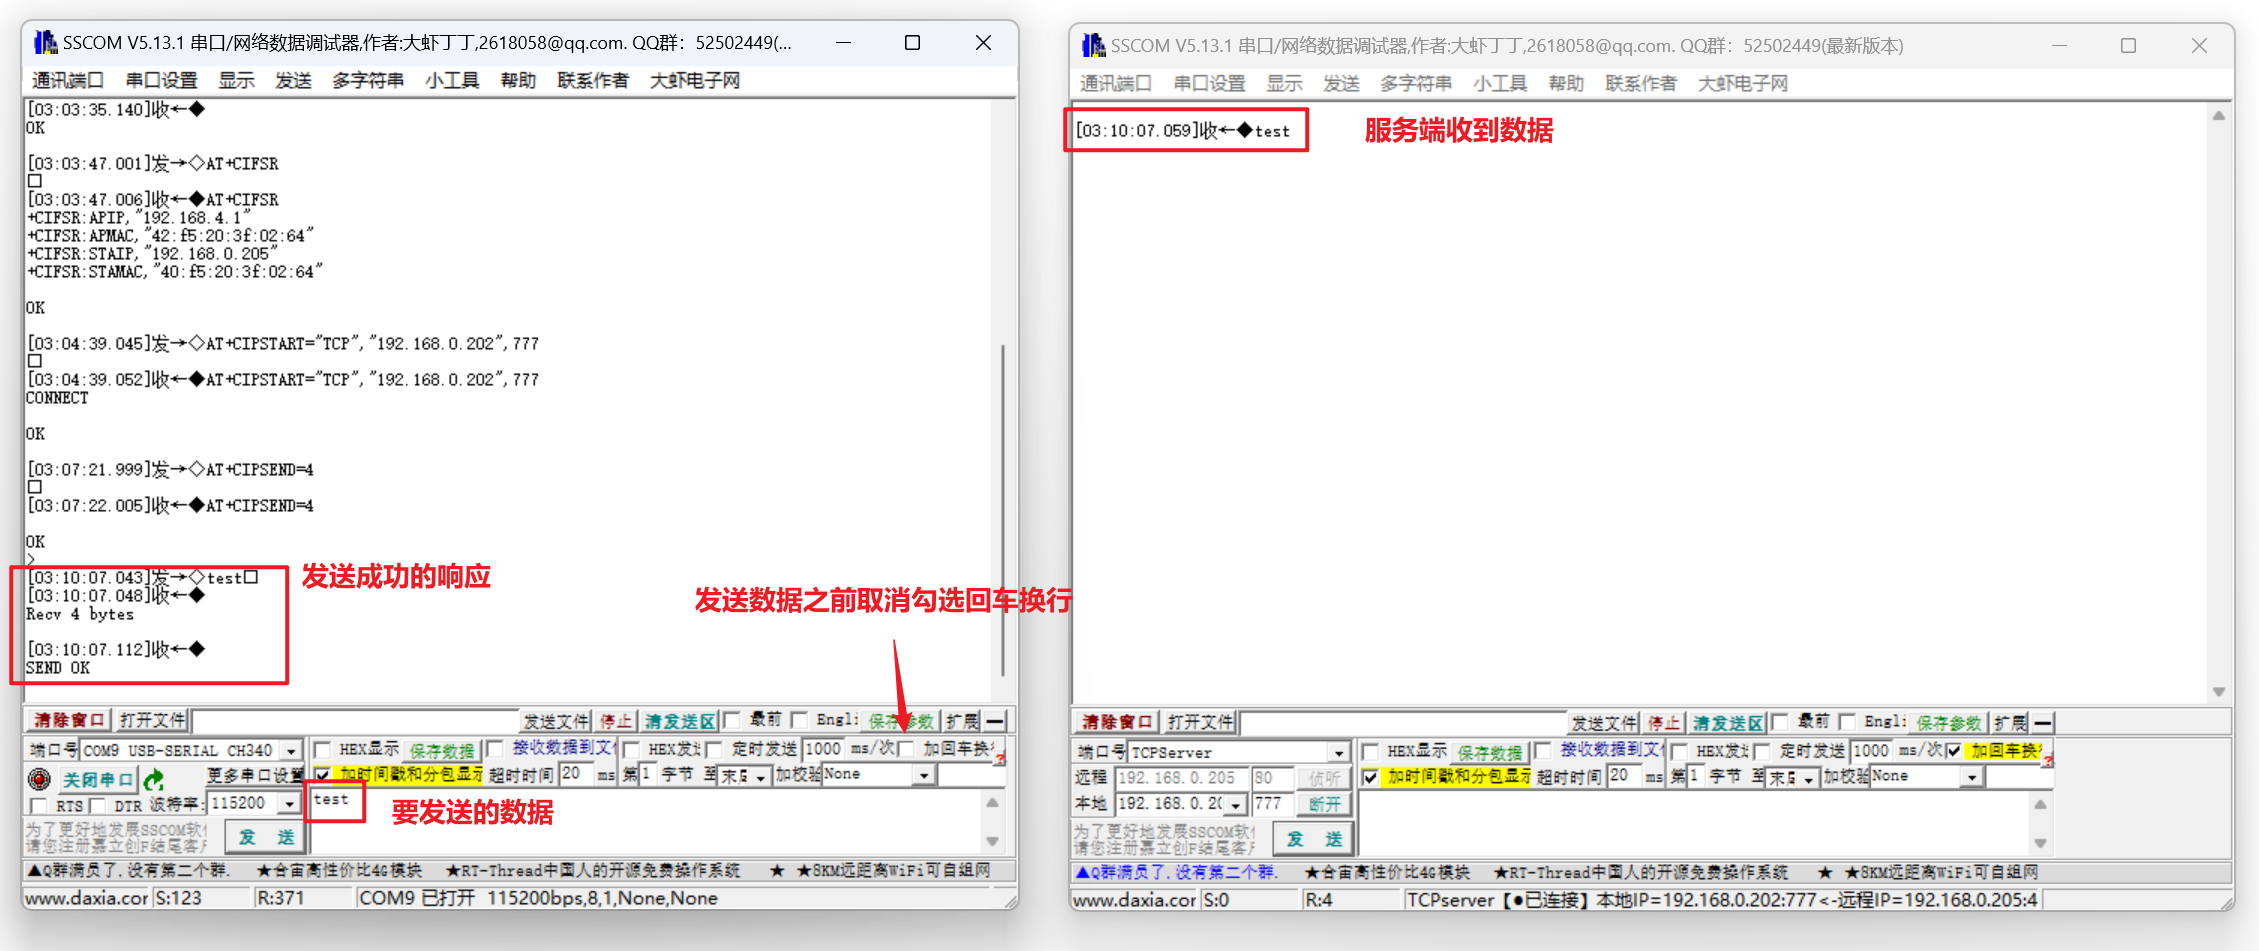 SSCOM V5.13.1 串口/网络数据调试器,作者:大虾丁丁,2618058@qq.com. QQ群：52502449(...
通讯端口 串口设置 显示 发送 多字符串 小工具 帮助 联系作者 大虾电子网
[03:03:35.140]收←◆
OK
[03:03:47.001]发→◇AT+CIFSR
□
[03:03:47.006]收←◆AT+CIFSR
+CIFSR:APIP,"192.168.4.1"
+CIFSR:APMAC,"42:f5:20:3f:02:64"
+CIFSR:STAIP,"192.168.0.205"
+CIFSR:STAMAC,"40:f5:20:3f:02:64"
OK
[03:04:39.045]发→◇AT+CIPSTART="TCP","192.168.0.202",777
□
[03:04:39.052]收←◆AT+CIPSTART="TCP","192.168.0.202",777
CONNECT
OK
[03:07:21.999]发→◇AT+CIPSEND=4
□
[03:07:22.005]收←◆AT+CIPSEND=4
OK
>
[03:10:07.043]发→◇test□
[03:10:07.048]收←◆
Recv 4 bytes
[03:10:07.112]收←◆
SEND OK
发送成功的响应
发送数据之前取消勾选回车换行
清除窗口 打开文件 发送文件 停止 清发送区 最前 Engli 保存参数 扩展 —
端口号 COM9 USB-SERIAL CH340 HEX显示 保存数据 接收数据到文 HEX发 定时发送 1000 ms/次 加回车换
关闭串口 更多串口设置 加时间戳和分包显示 超时时间 20 ms 第1 字节 至 末尾 加校验None
RTS DTR 波特率: 115200 test
要发送的数据
为了更好地发展SSCOM软
请您注册嘉立创F结尾客
发 送
▲Q群满员了,没有第二个群. ★合宙高性价比4G模块 ★RT-Thread中国人的开源免费操作系统 ★ ★8KM远距离WiFi可自组网
www.daxia.cor S:123 R:371 COM9 已打开 115200bps,8,1,None,None
SSCOM V5.13.1 串口/网络数据调试器,作者:大虾丁丁,2618058@qq.com. QQ群：52502449(最新版本)
通讯端口 串口设置 显示 发送 多字符串 小工具 帮助 联系作者 大虾电子网
[03:10:07.059]收←◆test
服务端收到数据
清除窗口 打开文件 发送文件 停止 清发送区 最前 Engli 保存参数 扩展 —
端口号 TCPServer HEX显示 保存数据 接收数据到文 HEX发 定时发送 1000 ms/次 加回车换
远程 192.168.0.205 80 侦听 加时间戳和分包显示 超时时间 20 ms 第1 字节 至 末尾 加校验None
本地 192.168.0.20 777 断开
为了更好地发展SSCOM软
请您注册嘉立创F结尾客
发 送
▲Q群满员了,没有第二个群. ★合宙高性价比4G模块 ★RT-Thread中国人的开源免费操作系统 ★ ★8KM远距离WiFi可自组网
www.daxia.cor S:0 R:4 TCPserver【●已连接】本地IP=192.168.0.202:777<-远程IP=192.168.0.205:4